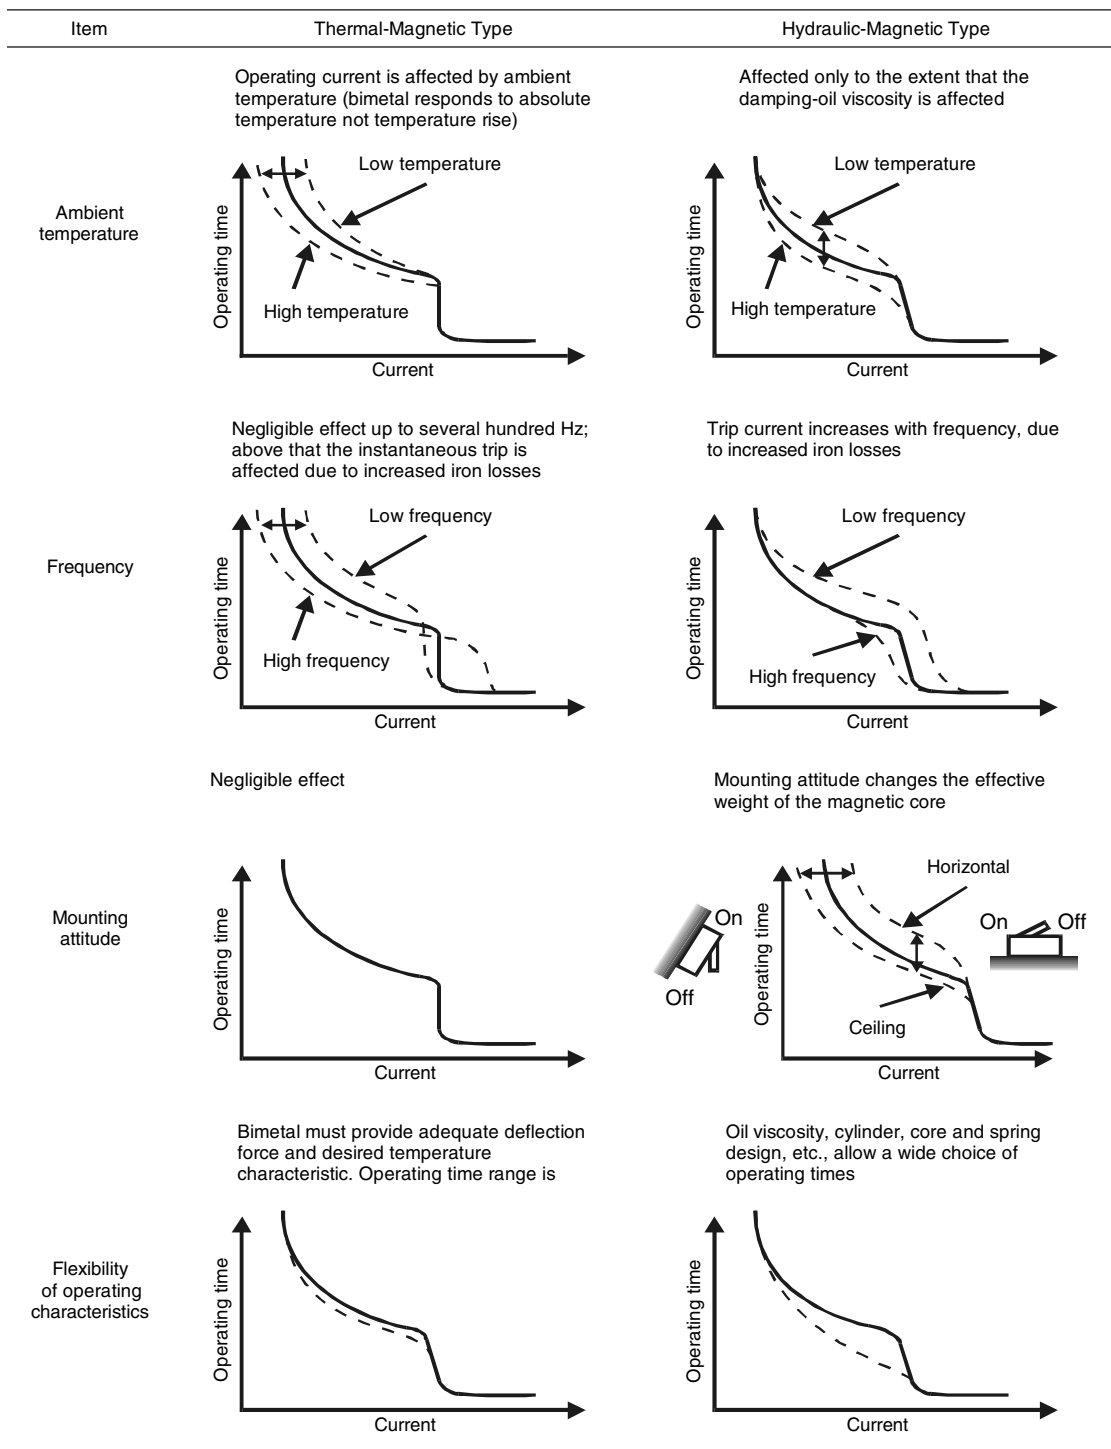 Item
Thermal-Magnetic Type
Hydraulic-Magnetic Type
Ambient
temperature
Operating current is affected by ambient
temperature (bimetal responds to absolute
temperature not temperature rise)
Operating time
Low temperature
High temperature
Current
Affected only to the extent that the
damping-oil viscosity is affected
Operating time
Low temperature
High temperature
Current
Frequency
Negligible effect up to several hundred Hz;
above that the instantaneous trip is
affected due to increased iron losses
Operating time
Low frequency
High frequency
Current
Trip current increases with frequency, due
to increased iron losses
Operating time
Low frequency
High frequency
Current
Mounting
attitude
Negligible effect
Operating time
Current
Mounting attitude changes the effective
weight of the magnetic core
On
Off
Operating time
Horizontal
On
Off
Ceiling
Current
Flexibility
of operating
characteristics
Bimetal must provide adequate deflection
force and desired temperature
characteristic. Operating time range is
Operating time
Current
Oil viscosity, cylinder, core and spring
design, etc., allow a wide choice of
operating times
Operating time
Current